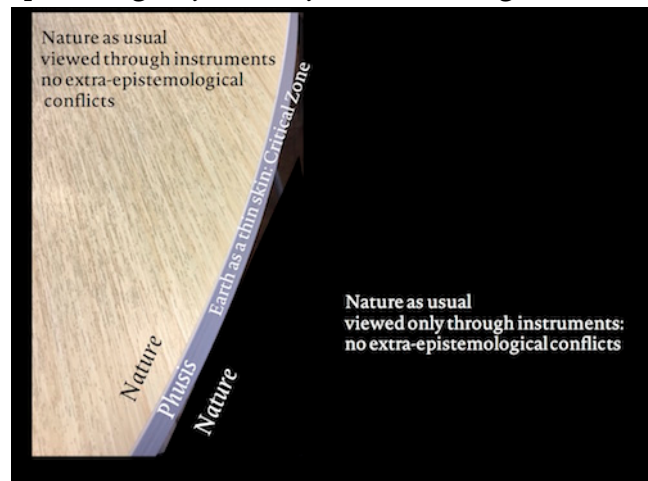 Nature as usual
viewed through instruments
no extra-epistemological
conflicts
Earth as a thin skin: Critical Zone
Nature as usual
viewed only through instruments:
no extra-epistemological conflicts
Nature
Phusis
Nature